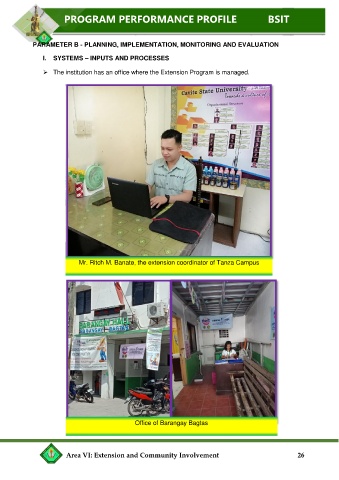 PROGRAM PERFORMANCE PROFILE BSIT
PARAMETER B - PLANNING, IMPLEMENTATION, MONITORING AND EVALUATION
I. SYSTEMS – INPUTS AND PROCESSES
➢ The institution has an office where the Extension Program is managed.
Cavite State University
Mr. Ritch M. Banate, the extension coordinator of Tanza Campus
Office of Barangay Bagtas
Area VI: Extension and Community Involvement 26